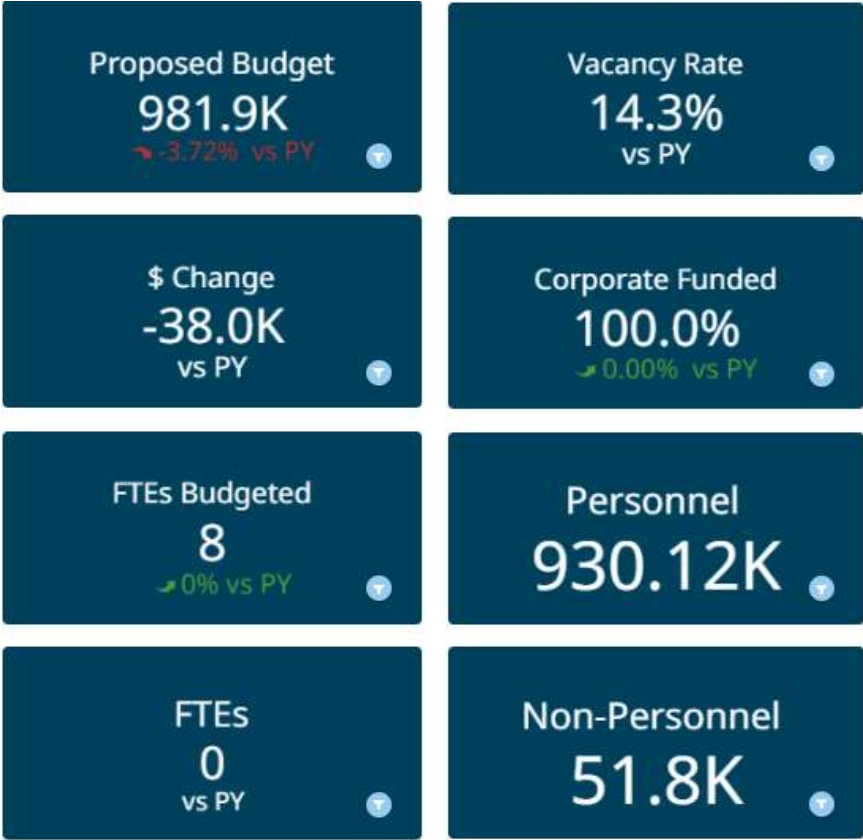 Proposed Budget
981.9K
-3.72% vs PY
Vacancy Rate
14.3%
vs PY
$ Change
-38.0K
vs PY
Corporate Funded
100.0%
0.00% vs PY
FTEs Budgeted
8
0% vs PY
Personnel
930.12K
FTEs
0
vs PY
Non-Personnel
51.8K